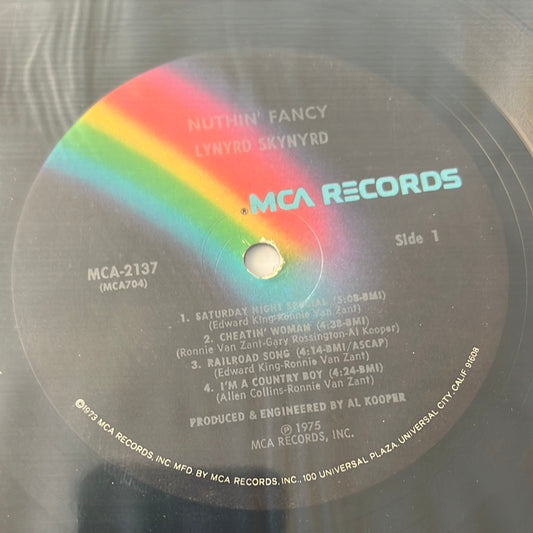 NUTHIN' FANCY
LYNYRD SKYNYRD
® MCA RECORDS
MCA-2137
(MCA704)
Side 1
1. SATURDAY NIGHT SPECIAL (5:08-BMI)
(Edward King-Ronnie Van Zant)
2. CHEATIN' WOMAN (4:38-BMI)
(Ronnie Van Zant-Gary Rossington-Al Kooper)
3. RAILROAD SONG (4:14-BMI/ASCAP)
(Edward King-Ronnie Van Zant)
4. I'M A COUNTRY BOY (4:24-BMI)
(Allen Collins-Ronnie Van Zant)
PRODUCED & ENGINEERED BY AL KOOPER
℗ 1975
MCA RECORDS, INC.
©1973 MCA RECORDS, INC. MFD. BY MCA RECORDS, INC., 100 UNIVERSAL PLAZA, UNIVERSAL CITY, CALIF. 91608